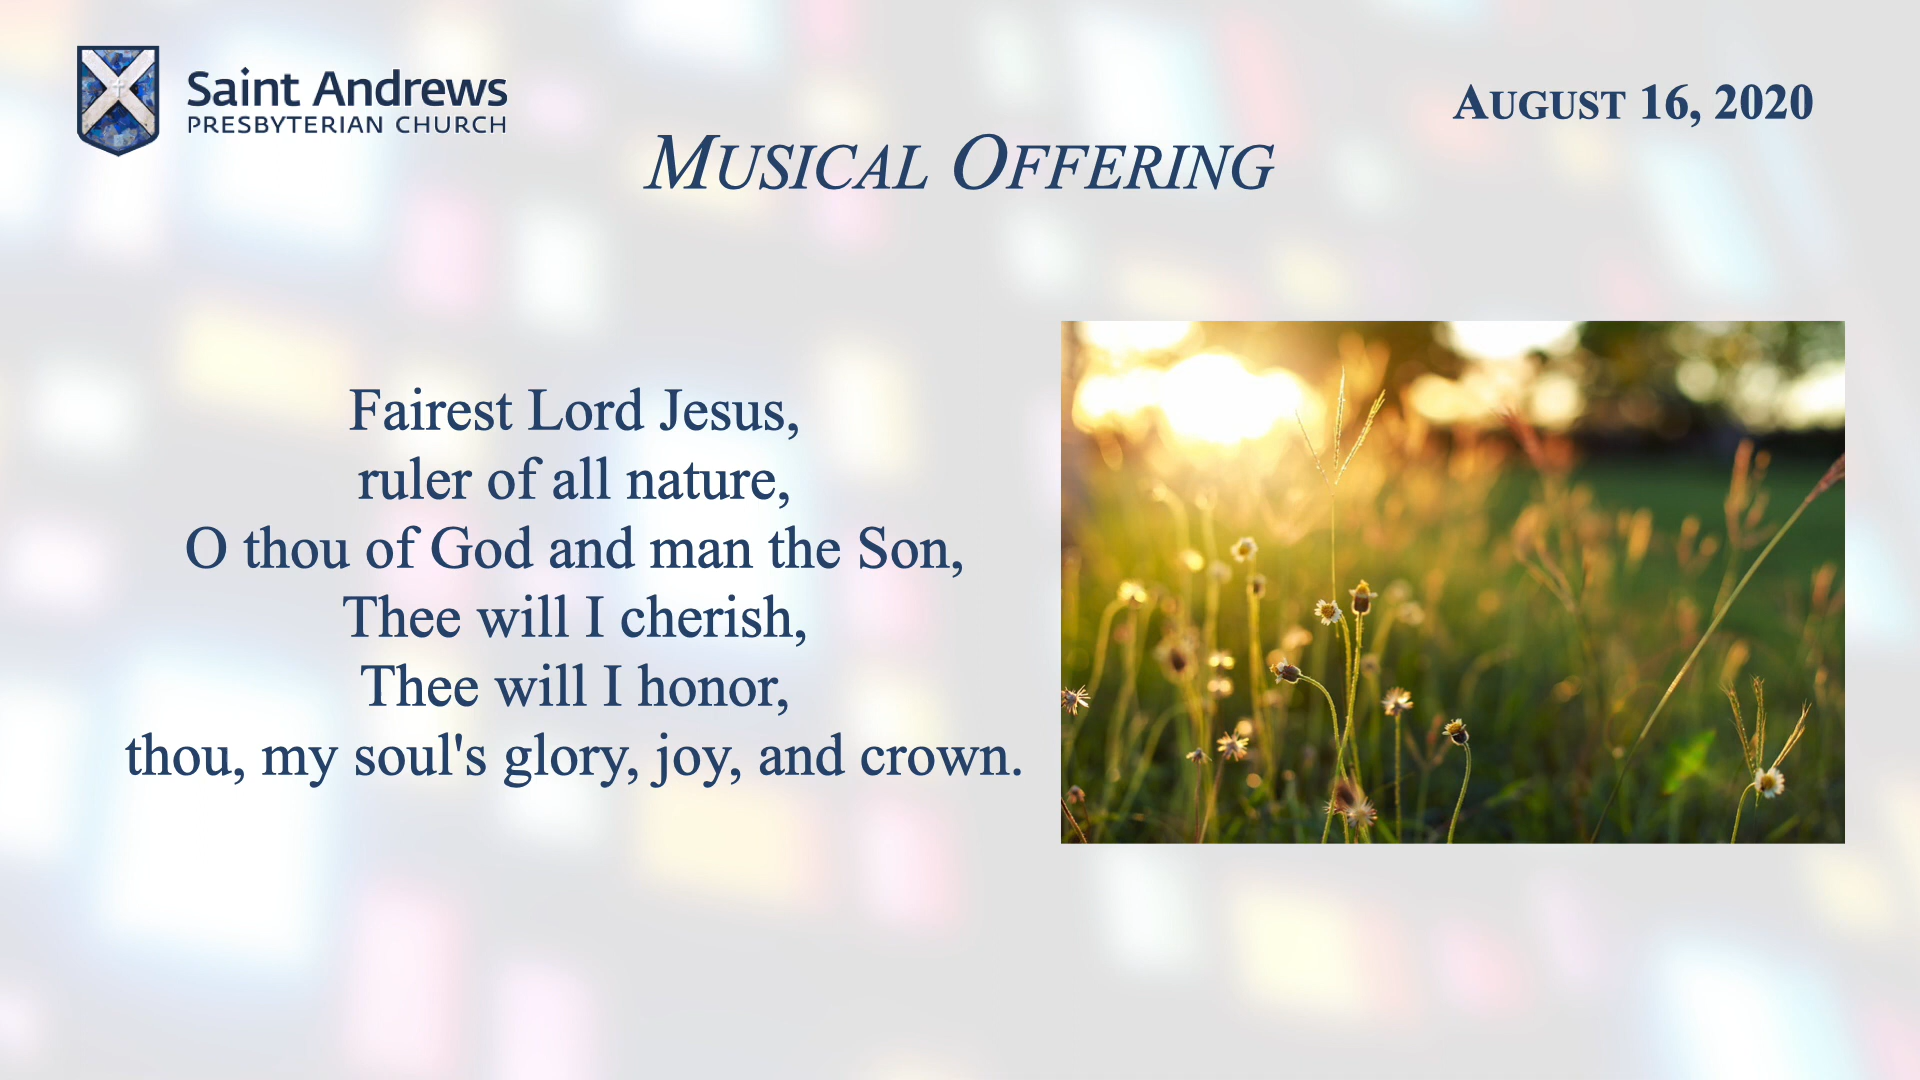 Saint Andrews
PRESBYTERIAN CHURCH
AUGUST 16, 2020
MUSICAL OFFERING
Fairest Lord Jesus,
ruler of all nature,
O thou of God and man the Son,
Thee will I cherish,
Thee will I honor,
thou, my soul's glory, joy, and crown.